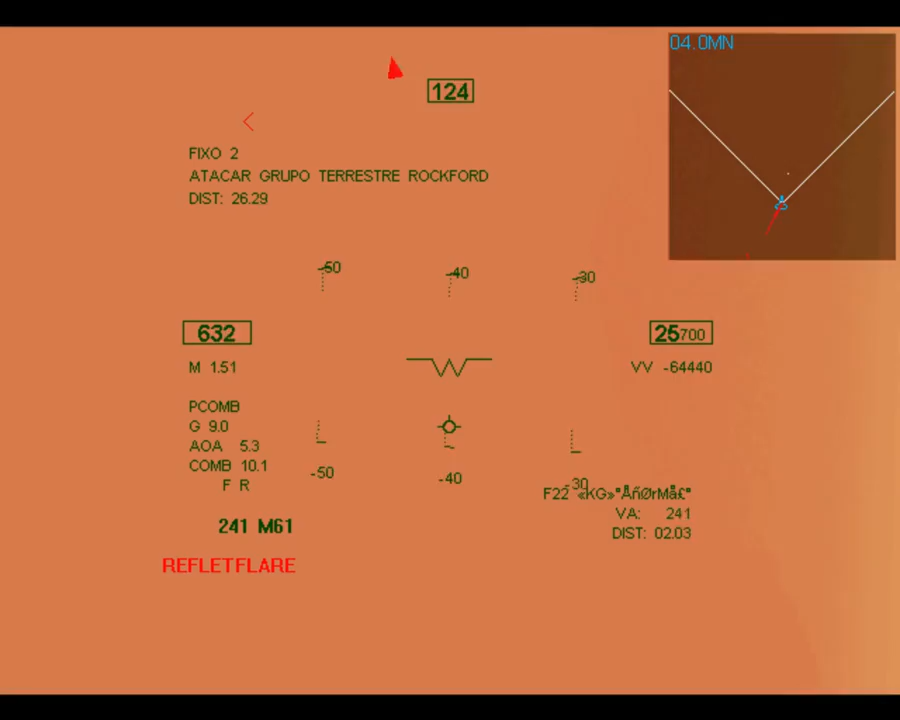 04.0MN
124
FIXO 2
ATACAR GRUPO TERRESTRE ROCKFORD
DIST: 26.29
-50 -40 -30
632
25700
M 1.51
VV -64440
PCOMB
G 9.0
AOA 5.3
COMB 10.1
F R
-50 -40 -30
F22 «KG»°ÅñØrMå£°
VA: 241
DIST: 02.03
241 M61
REFLETFLARE